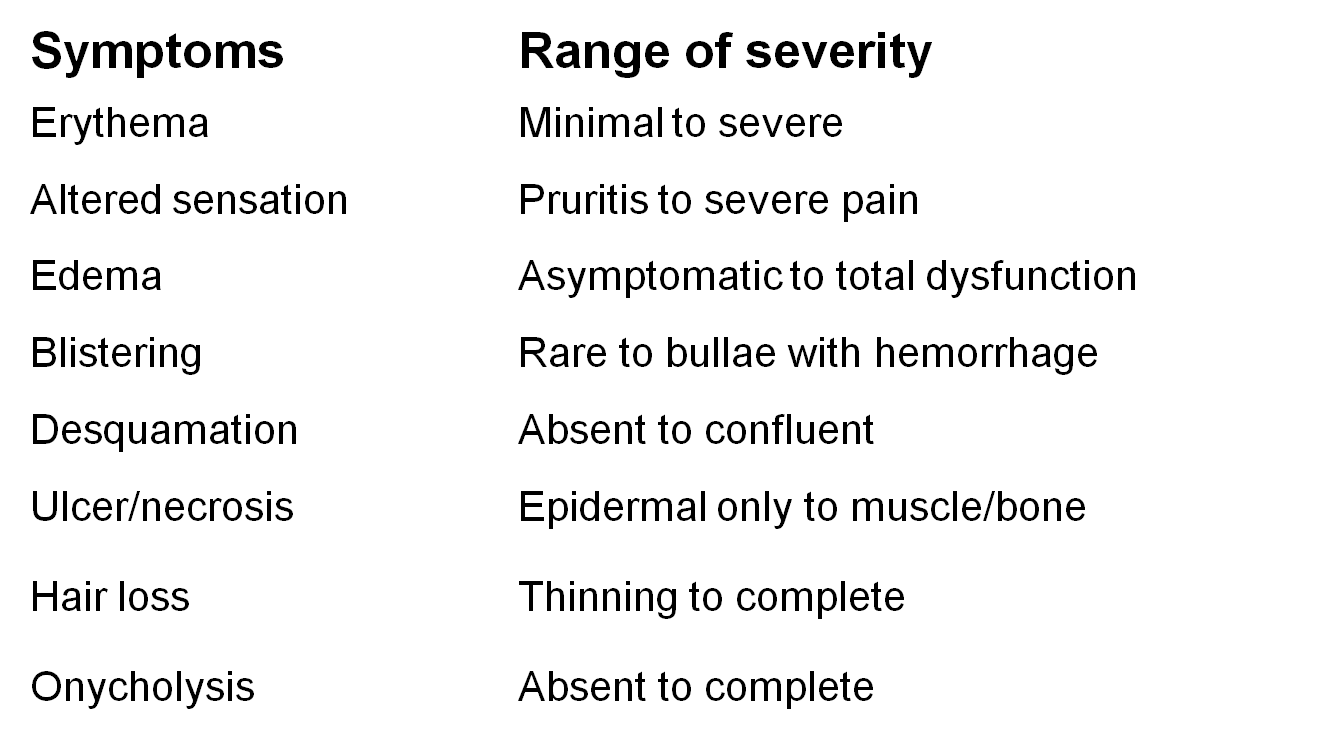 Symptoms Range of severity
Erythema Minimal to severe
Altered sensation Pruritis to severe pain
Edema Asymptomatic to total dysfunction
Blistering Rare to bullae with hemorrhage
Desquamation Absent to confluent
Ulcer/necrosis Epidermal only to muscle/bone
Hair loss Thinning to complete
Onycholysis Absent to complete